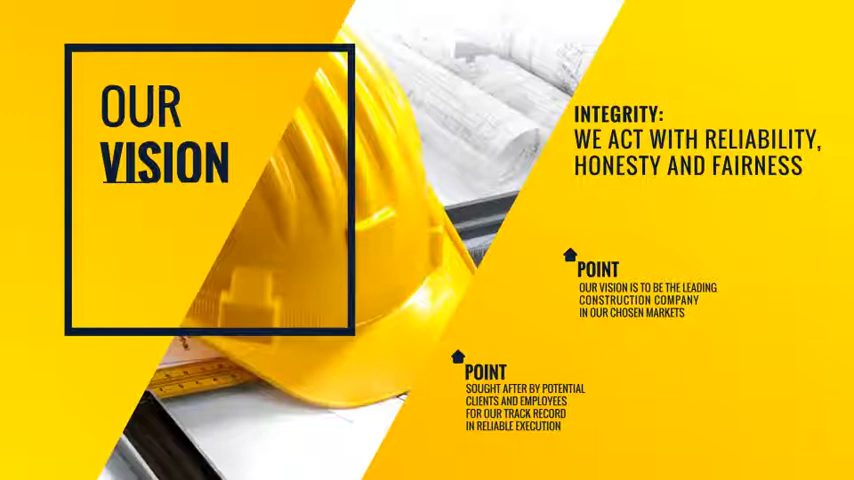 OUR
VISION
INTEGRITY:
WE ACT WITH RELIABILITY,
HONESTY AND FAIRNESS
POINT
OUR VISION IS TO BE THE LEADING
CONSTRUCTION COMPANY
IN OUR CHOSEN MARKETS
POINT
SOUGHT AFTER BY POTENTIAL
CLIENTS AND EMPLOYEES
FOR OUR TRACK RECORD
IN RELIABLE EXECUTION